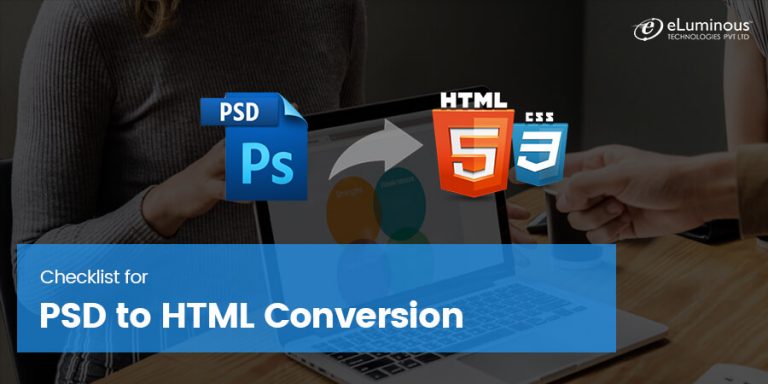 eLuminous
TECHNOLOGIES PVT LTD
PSD
Ps
HTML
5
CSS
3
Checklist for
PSD to HTML Conversion